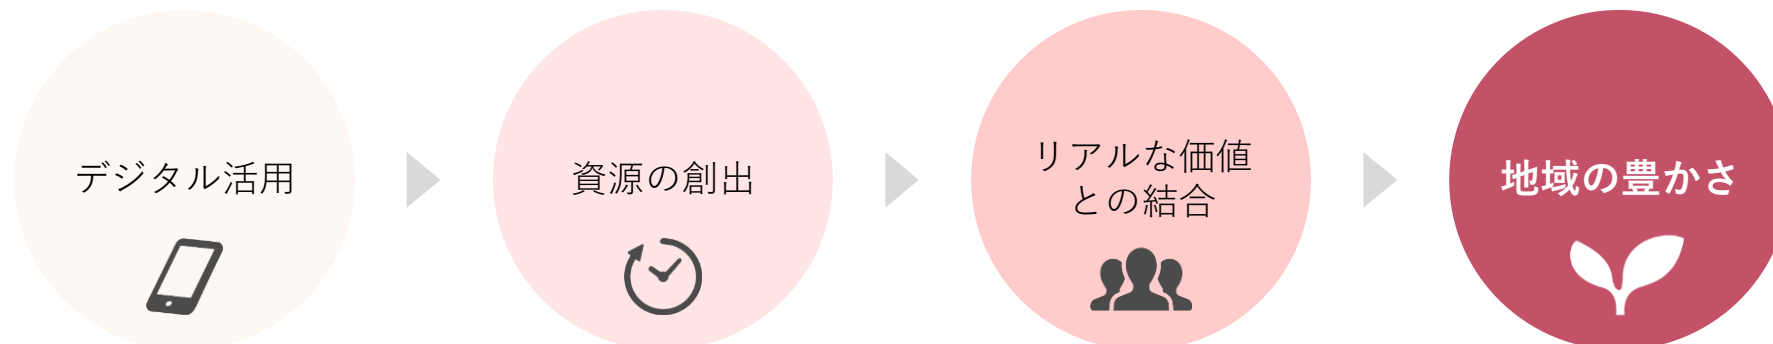 デジタル活用
資源の創出
リアルな価値
との結合
地域の豊かさ